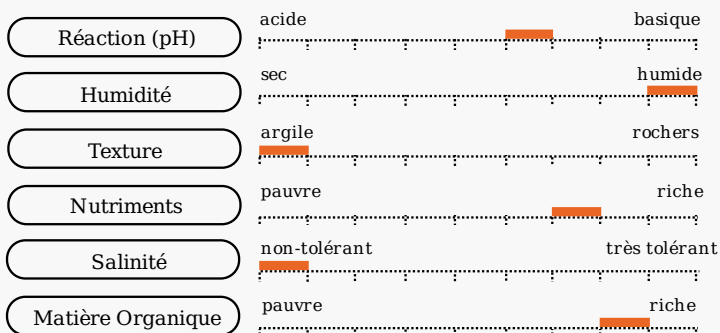 acide basique
Réaction (pH)
sec humide
Humidité
argile rochers
Texture
pauvre riche
Nutriments
non-tolérant très tolérant
Salinité
pauvre riche
Matière Organique